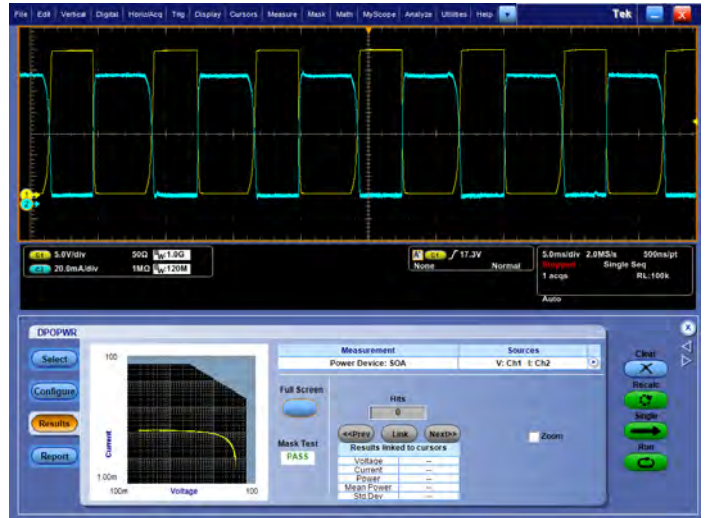 File Edit Vertical Digital Horiz/Acq Trig Display Cursors Measure Mask Math MyScope Analyze Utilities Help Tek
1
2
C1 5.0V/div 50Ω BW:1.0G
C2 20.0mA/div 1MΩ BW:120M
A' C1 17.3V
None Normal
5.0ms/div 2.0MS/s 500ns/pt
Stopped Single Seq
1 acqs RL:100k
Auto
DPOPWR
Select
Configure
Results
Report
100
Current
1.00m
100m Voltage 100
Full Screen
Mask Test
PASS
Measurement Sources
Power Device: SOA V: Ch1 I: Ch2
Hits
0
<<Prev Link Next>>
Results linked to cursors
Voltage --
Current --
Power --
Mean Power --
Std Dev --
Zoom
Clear
X
Recalc
Single
Run